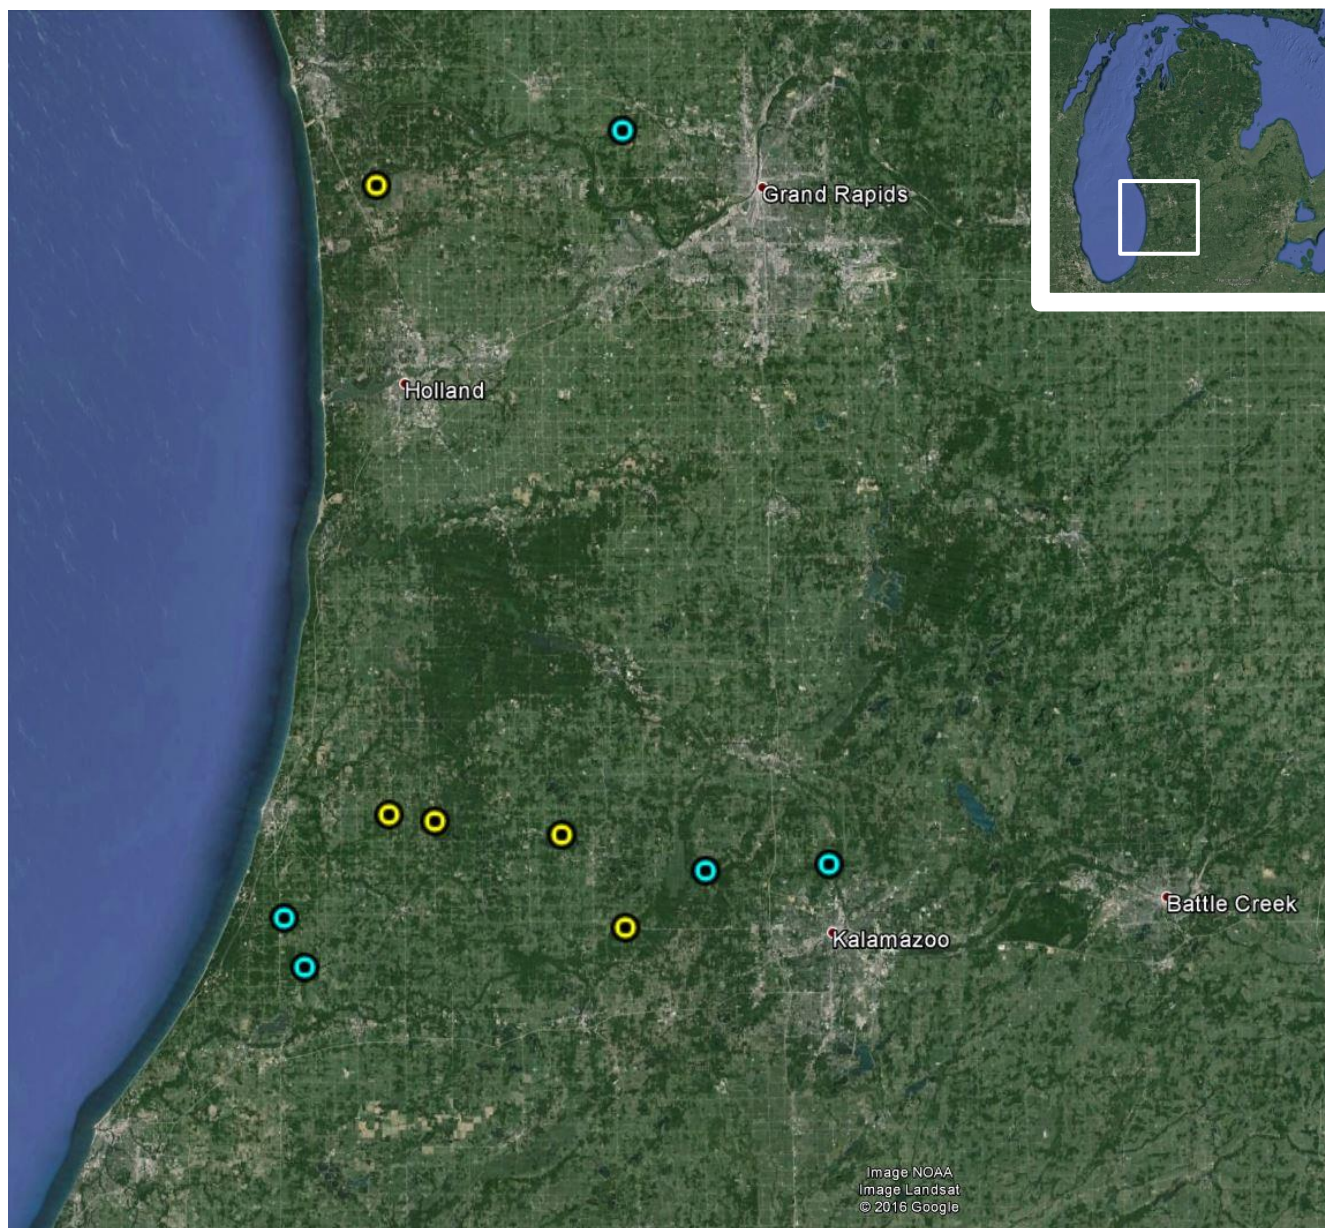 Grand Rapids
Holland
Battle Creek
Kalamazoo
Image NOAA
Image Landsat
© 2016 Google